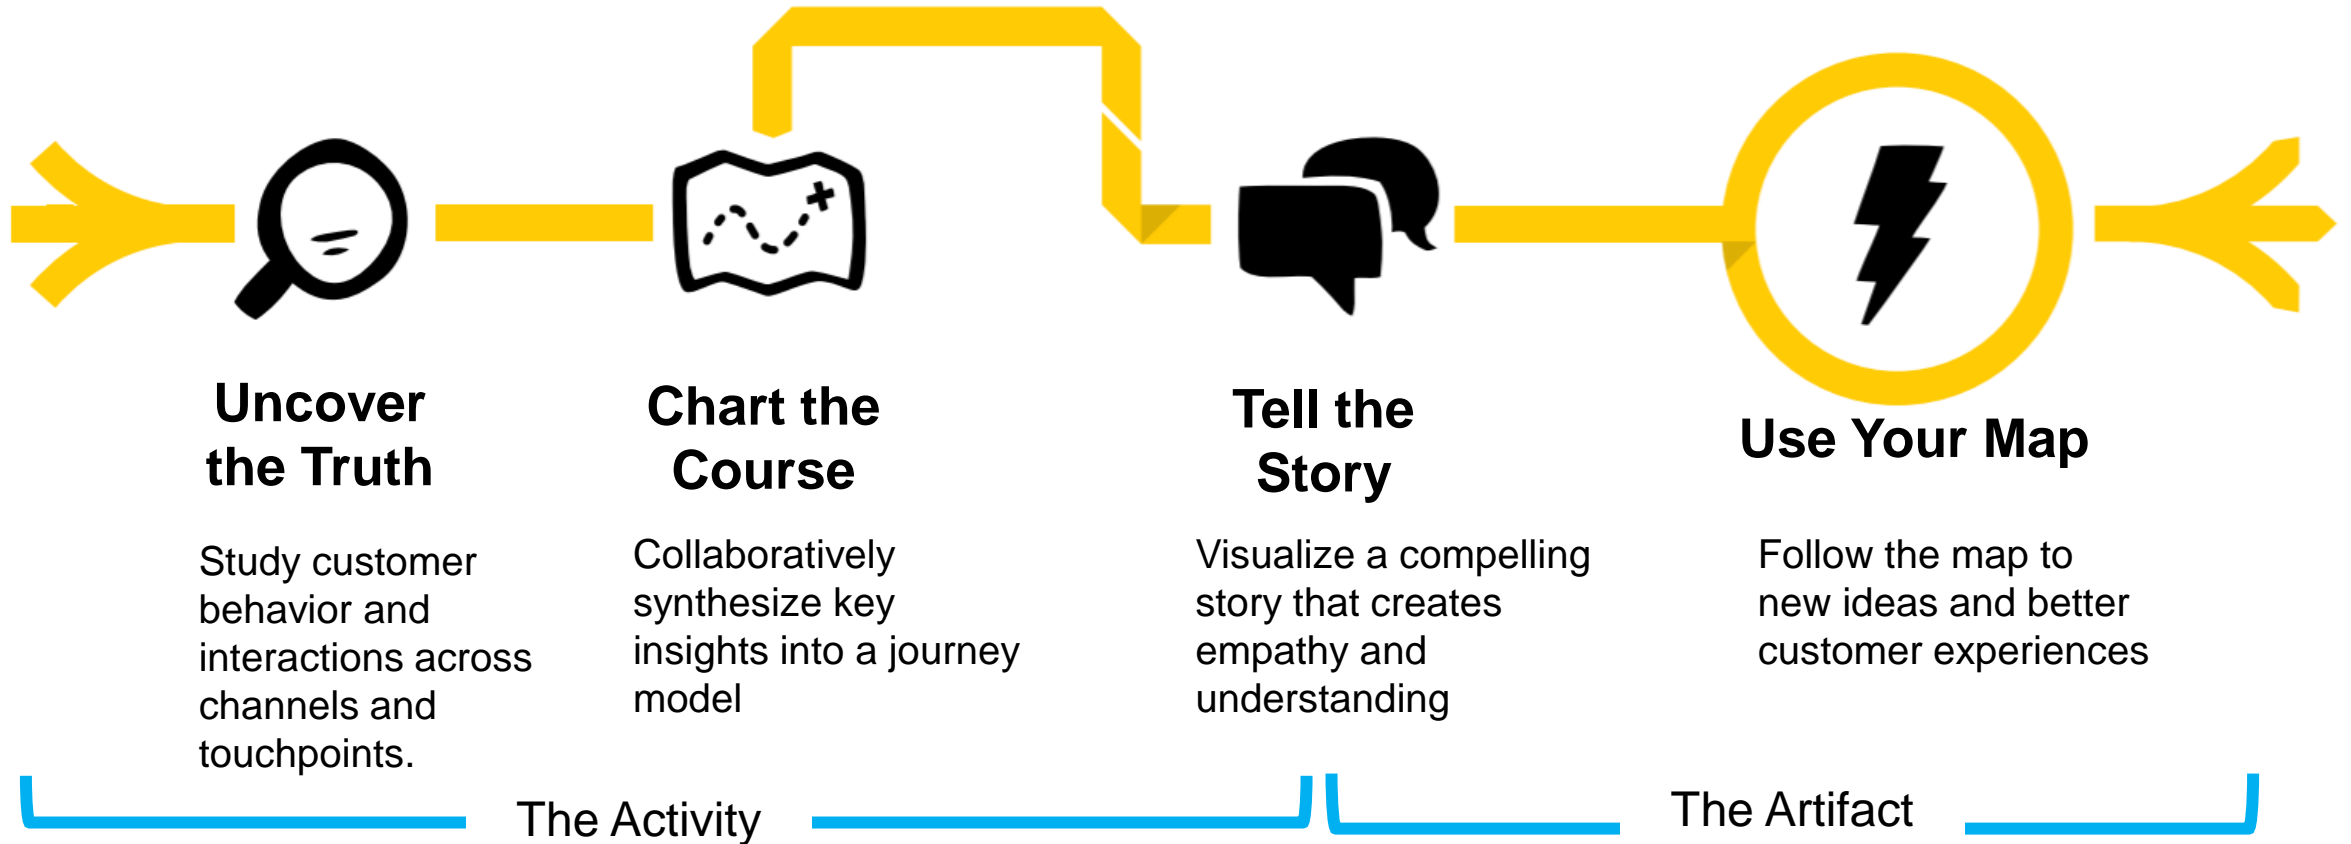 Uncover
the Truth
Study customer
behavior and
interactions across
channels and
touchpoints.
Chart the
Course
Collaboratively
synthesize key
insights into a journey
model
Tell the
Story
Visualize a compelling
story that creates
empathy and
understanding
Use Your Map
Follow the map to
new ideas and better
customer experiences
The Activity
The Artifact